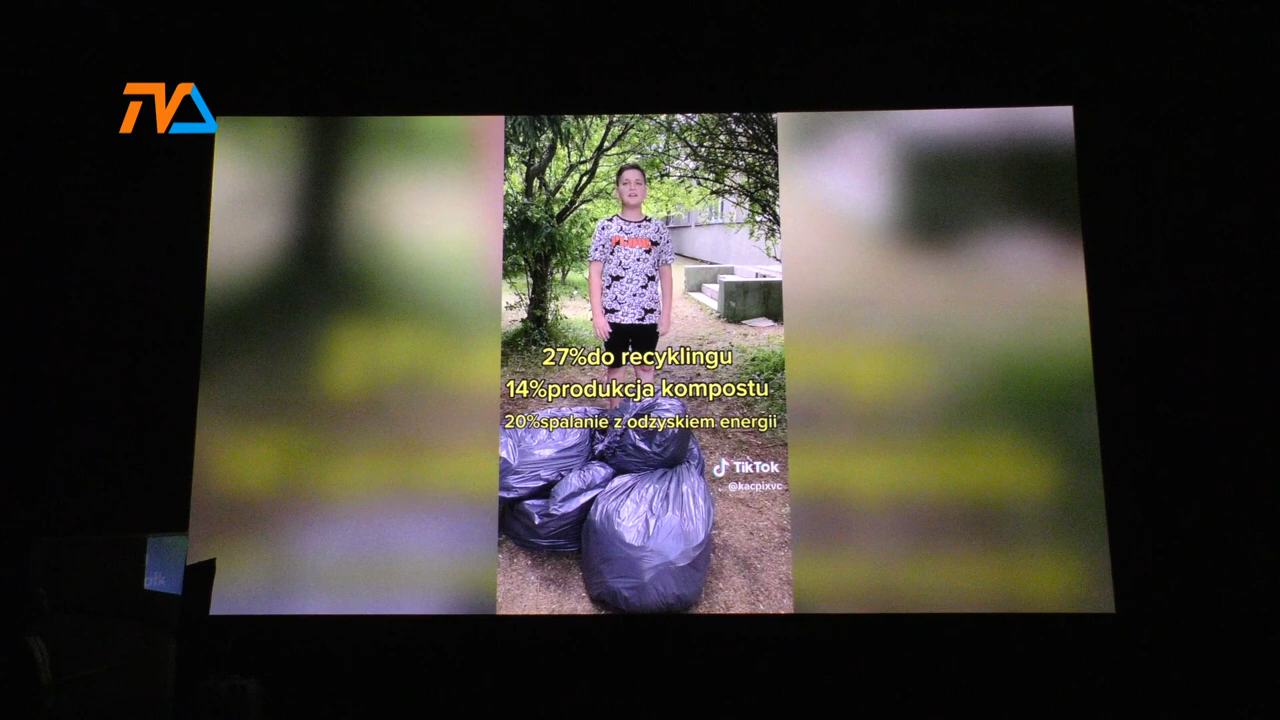 TVA
27%do recyklingu
14%produkcja kompostu
20%spalanie z odzyskiem energii
TikTok
@kacpixvc